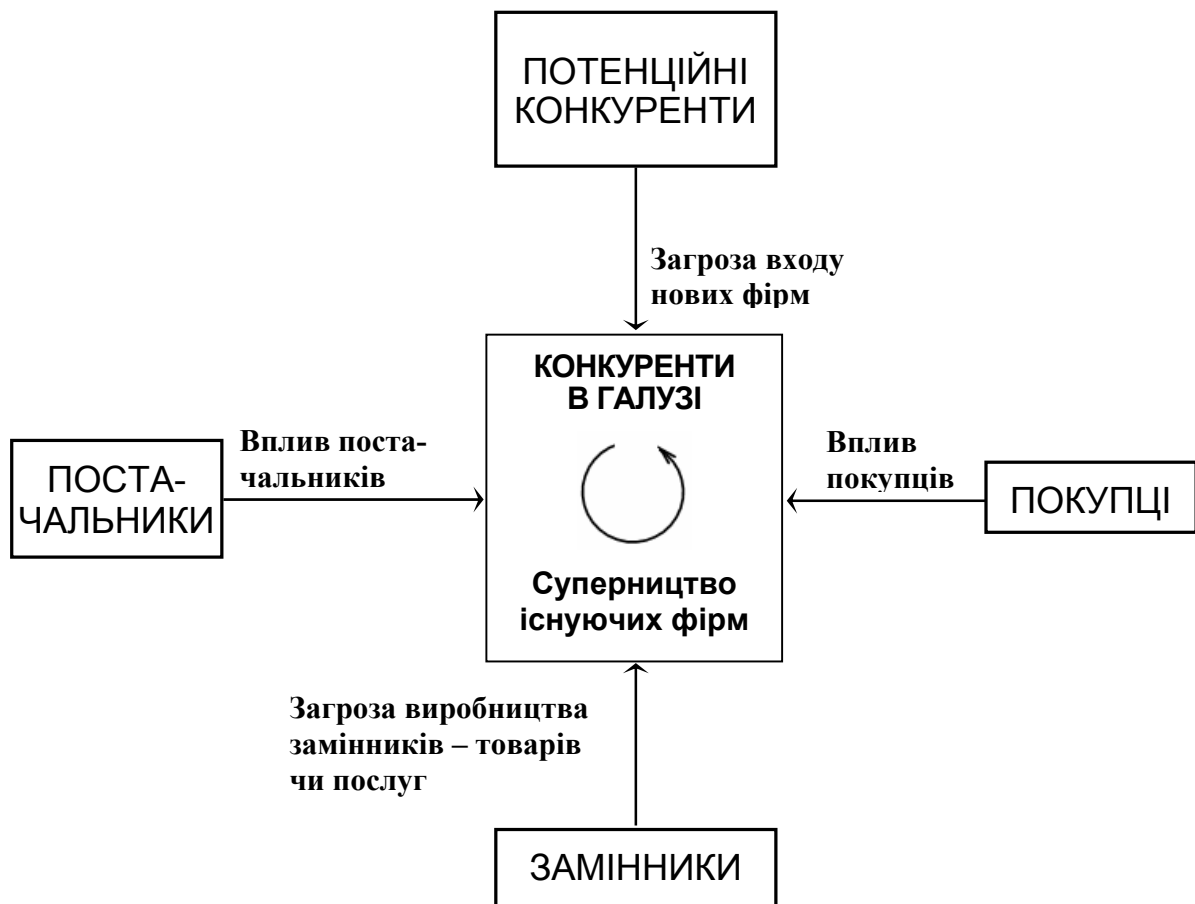 ПОТЕНЦІЙНІ
КОНКУРЕНТИ
Загроза входу
нових фірм
КОНКУРЕНТИ
В ГАЛУЗІ
Вплив поста-
чальників
Вплив
покупців
ПОСТА-
ЧАЛЬНИКИ
ПОКУПЦІ
Суперництво
існуючих фірм
Загроза виробництва
замінників – товарів
чи послуг
ЗАМІННИКИ